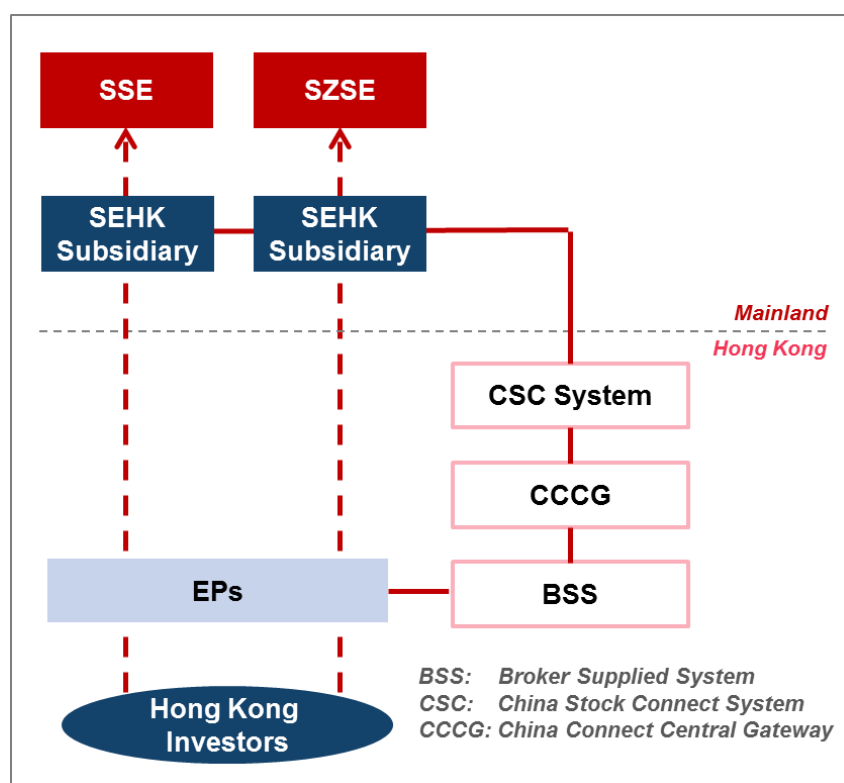 SSE
SZSE
SEHK
Subsidiary
SEHK
Subsidiary
Mainland
Hong Kong
CSC System
CCCG
EPs
BSS
Hong Kong
Investors
BSS: Broker Supplied System
CSC: China Stock Connect System
CCCG: China Connect Central Gateway